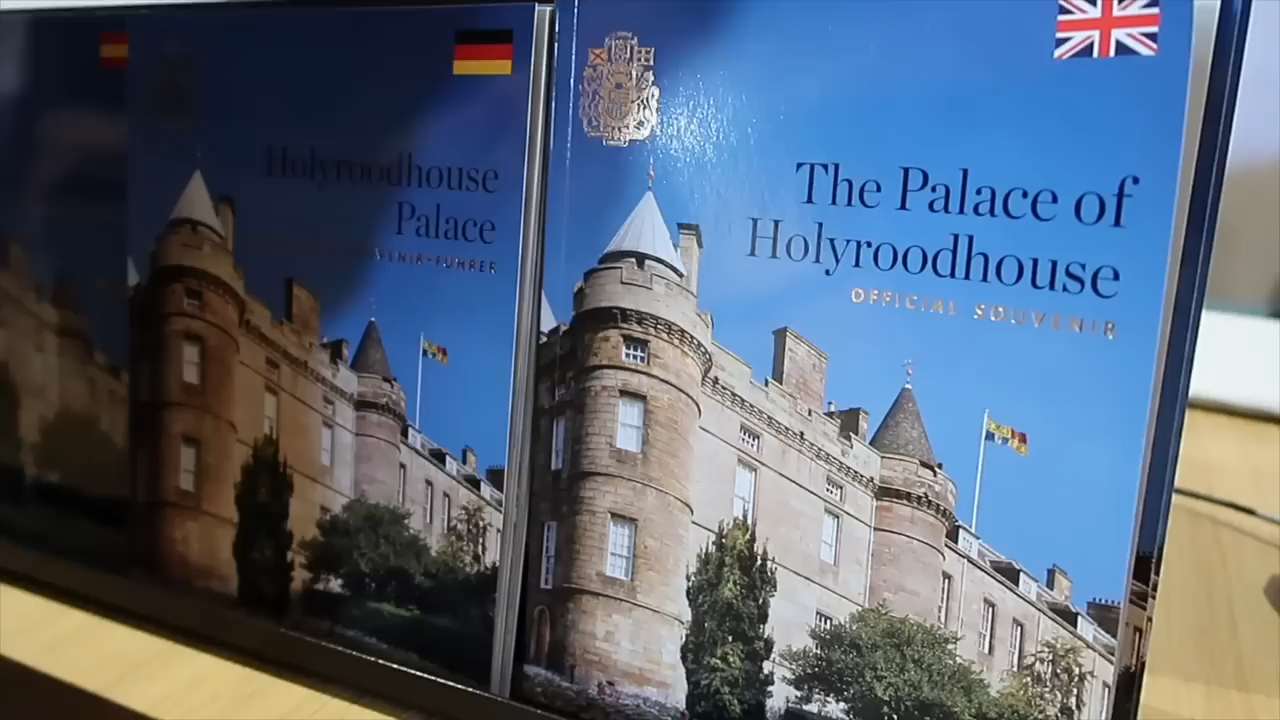 Holyroodhouse
Palace
The Palace of
Holyroodhouse
OFFICIAL SOUVENIR